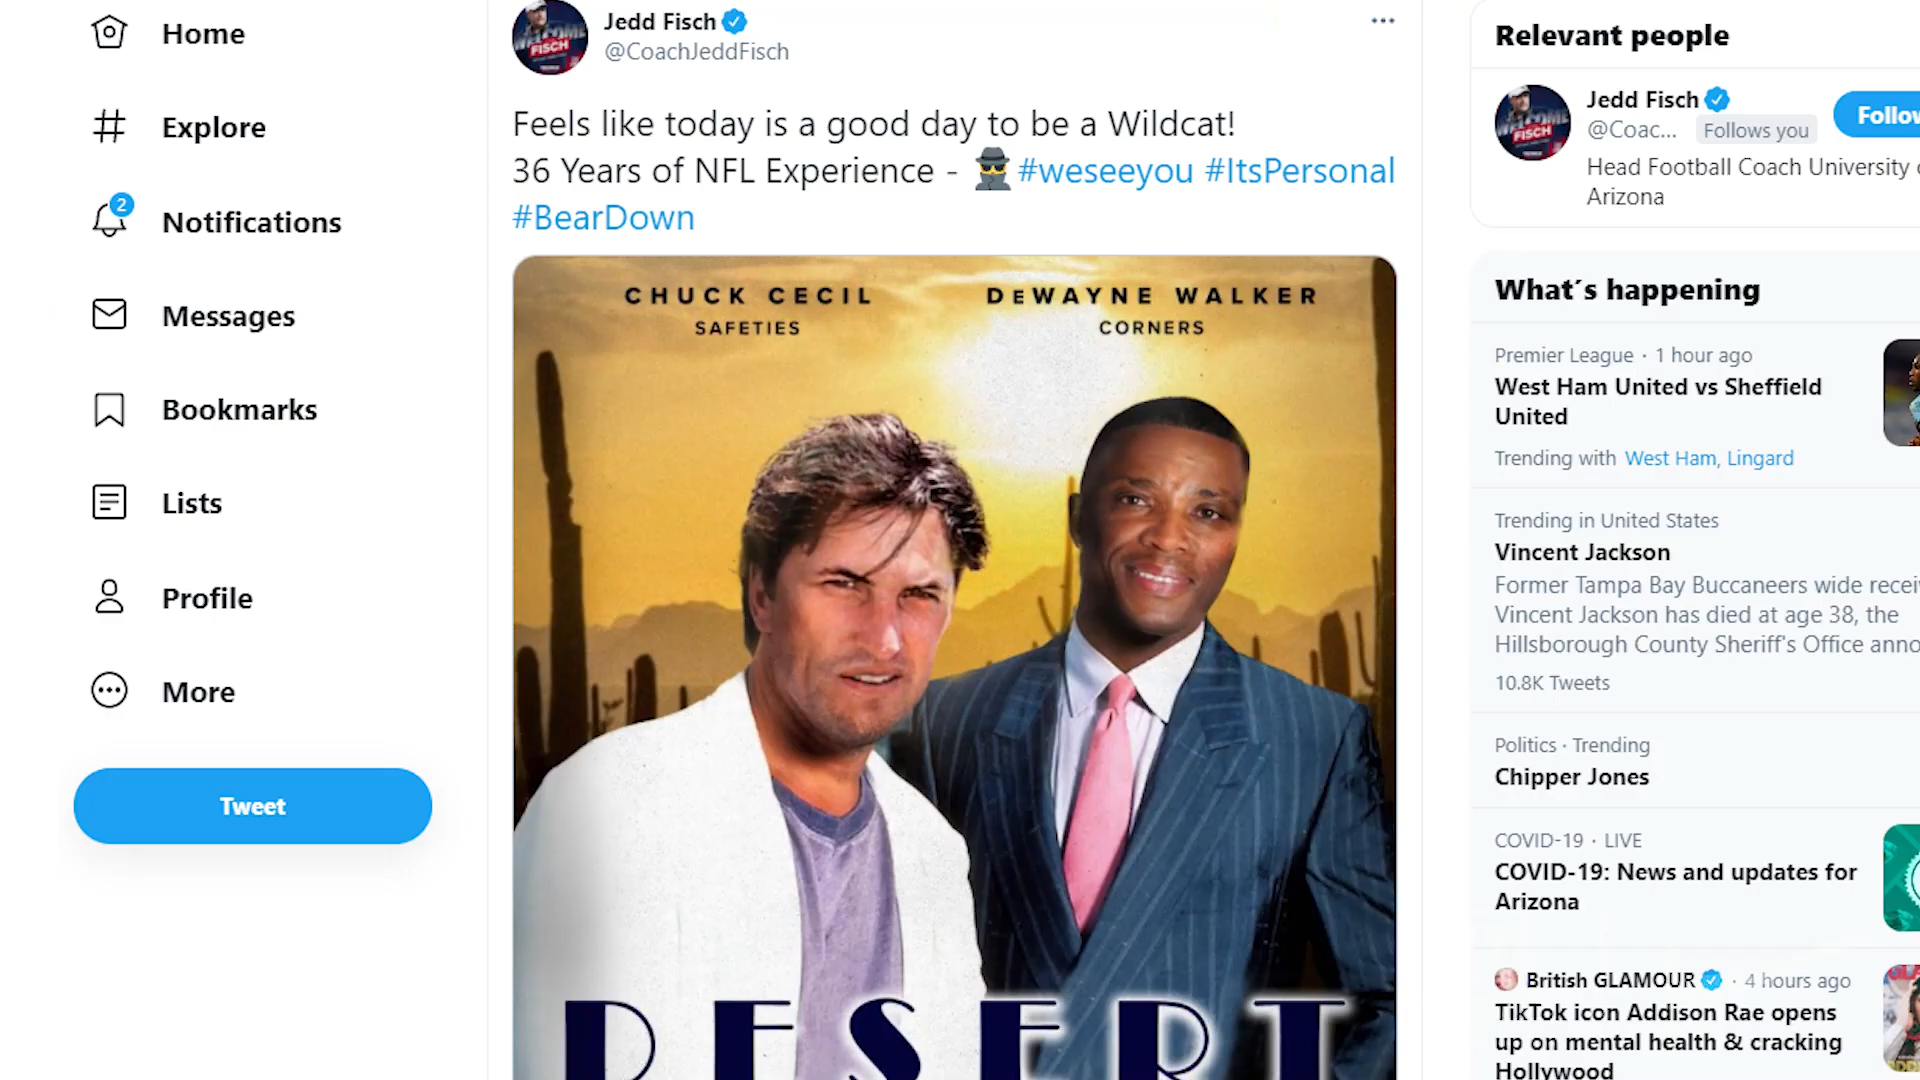 Home
Explore
2
Notifications
Messages
Bookmarks
Lists
Profile
More
Tweet
WELCOME
FISCH
Jedd Fisch
@CoachJeddFisch
Feels like today is a good day to be a Wildcat!
36 Years of NFL Experience - #weseeyou #ItsPersonal
#BearDown
CHUCK CECIL
SAFETIES
DEWAYNE WALKER
CORNERS
DESERT
Relevant people
WELCOME
FISCH
Jedd Fisch
@Coac... Follows you
Follow
Head Football Coach University
Arizona
What's happening
Premier League · 1 hour ago
West Ham United vs Sheffield
United
Trending with West Ham, Lingard
Trending in United States
Vincent Jackson
Former Tampa Bay Buccaneers wide recei
Vincent Jackson has died at age 38, the
Hillsborough County Sheriff's Office anno
10.8K Tweets
Politics · Trending
Chipper Jones
COVID-19 · LIVE
COVID-19: News and updates for
Arizona
British GLAMOUR · 4 hours ago
TikTok icon Addison Rae opens
up on mental health & cracking
Hollywood